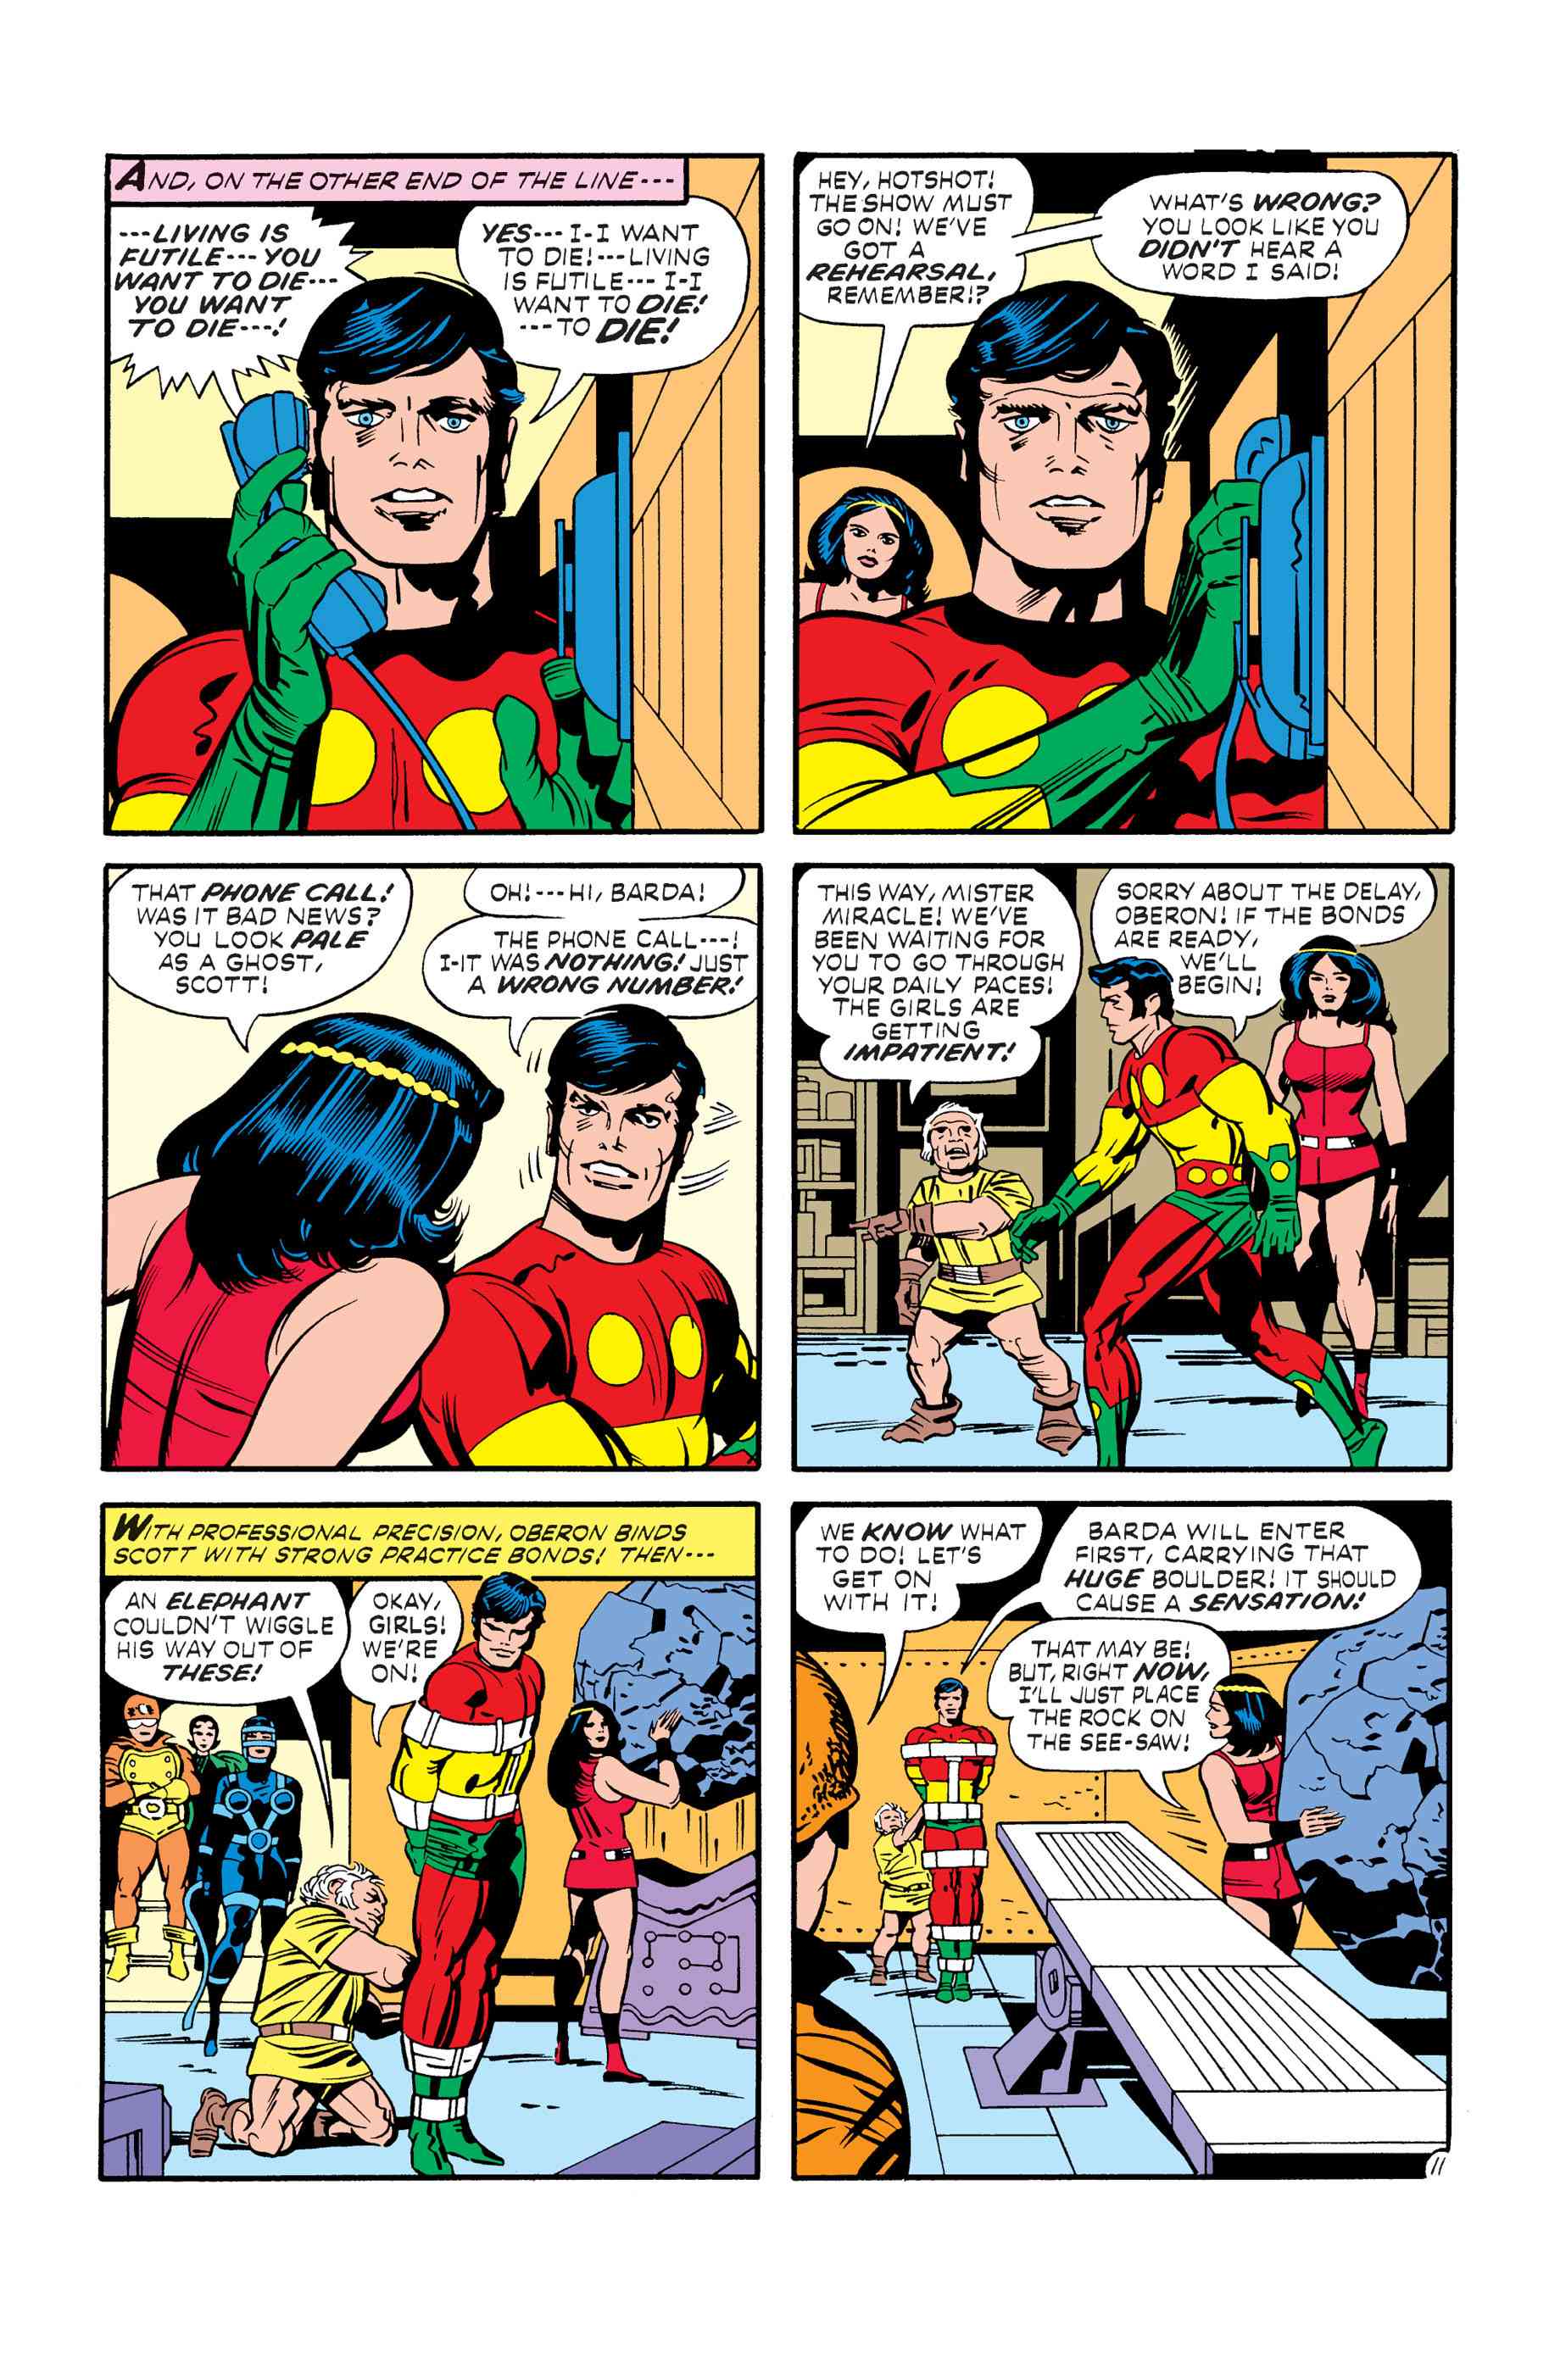 AND, ON THE OTHER END OF THE LINE---
---LIVING IS
FUTILE--- YOU
WANT TO DIE---
YOU WANT
TO DIE---!
YES--- I-I WANT
TO DIE!---LIVING
IS FUTILE--- I-I
WANT TO DIE!
---TO DIE!
HEY, HOTSHOT!
THE SHOW MUST
GO ON! WE'VE
GOT A
REHEARSAL,
REMEMBER!?
WHAT'S WRONG?
YOU LOOK LIKE YOU
DIDN'T HEAR A
WORD I SAID!
THAT PHONE CALL!
WAS IT BAD NEWS?
YOU LOOK PALE
AS A GHOST,
SCOTT!
OH!--- HI, BARDA!
THE PHONE CALL---!
I-IT WAS NOTHING! JUST
A WRONG NUMBER!
THIS WAY, MISTER
MIRACLE! WE'VE
BEEN WAITING FOR
YOU TO GO THROUGH
YOUR DAILY PACES!
THE GIRLS ARE
GETTING
IMPATIENT!
SORRY ABOUT THE DELAY,
OBERON! IF THE BONDS
ARE READY,
WE'LL
BEGIN!
WITH PROFESSIONAL PRECISION, OBERON BINDS
SCOTT WITH STRONG PRACTICE BONDS! THEN---
AN ELEPHANT
COULDN'T WIGGLE
HIS WAY OUT OF
THESE!
OKAY,
GIRLS!
WE'RE
ON!
WE KNOW WHAT
TO DO! LET'S
GET ON
WITH IT!
BARDA WILL ENTER
FIRST, CARRYING THAT
HUGE BOULDER! IT SHOULD
CAUSE A SENSATION!
THAT MAY BE!
BUT, RIGHT NOW,
I'LL JUST PLACE
THE ROCK ON
THE SEE-SAW!
11